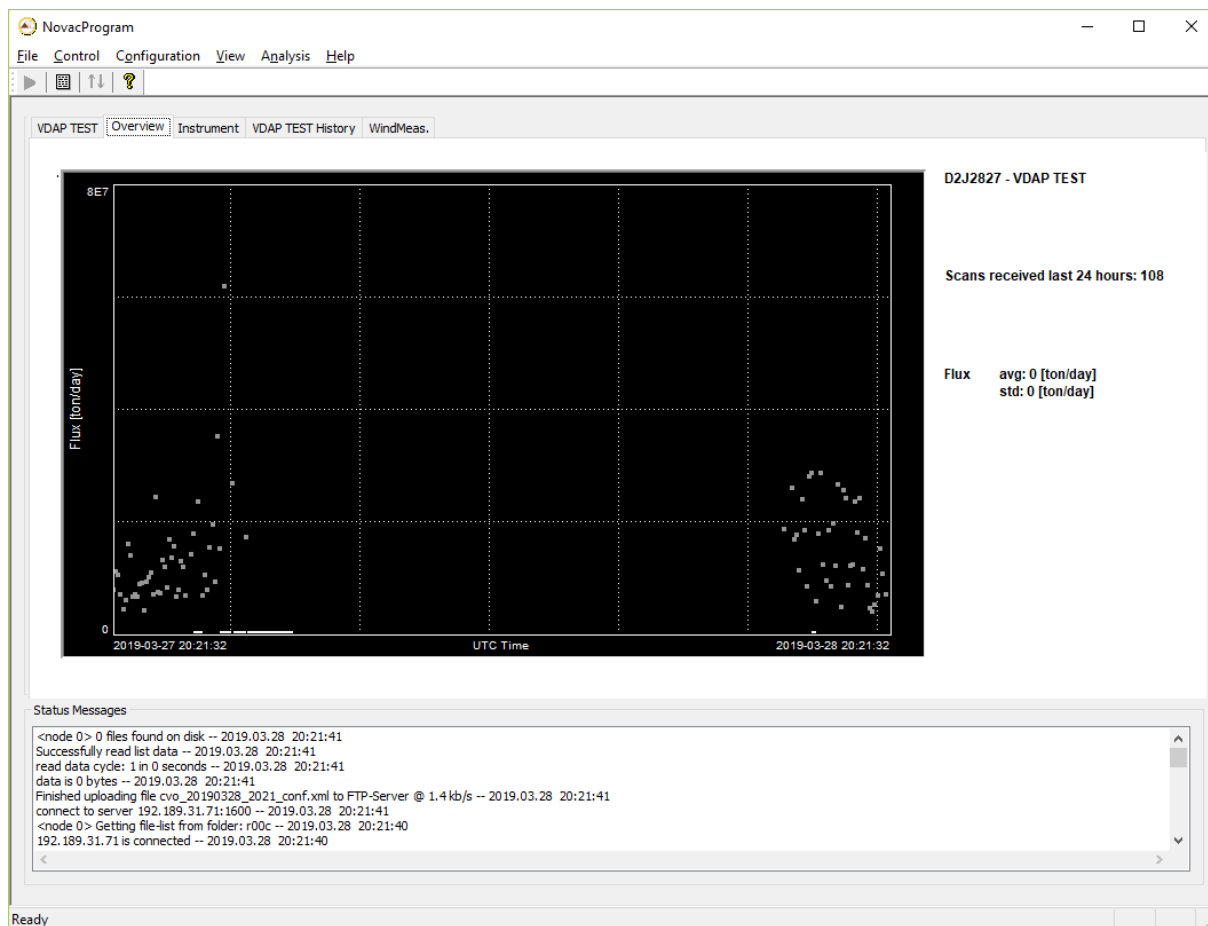 NovacProgram
File Control Configuration View Analysis Help
VDAP TEST Overview Instrument VDAP TEST History WindMeas.
D2J2827 - VDAP TEST
8E7
Scans received last 24 hours: 108
Flux [ton/day]
Flux avg: 0 [ton/day]
std: 0 [ton/day]
0
2019-03-27 20:21:32 UTC Time 2019-03-28 20:21:32
Status Messages
<node 0> 0 files found on disk -- 2019.03.28 20:21:41
Successfully read list data -- 2019.03.28 20:21:41
read data cycle: 1 in 0 seconds -- 2019.03.28 20:21:41
data is 0 bytes -- 2019.03.28 20:21:41
Finished uploading file cvo_20190328_2021_conf.xml to FTP-Server @ 1.4 kb/s -- 2019.03.28 20:21:41
connect to server 192.189.31.71:1600 -- 2019.03.28 20:21:41
<node 0> Getting file-list from folder: r00c -- 2019.03.28 20:21:40
192.189.31.71 is connected -- 2019.03.28 20:21:40
Ready